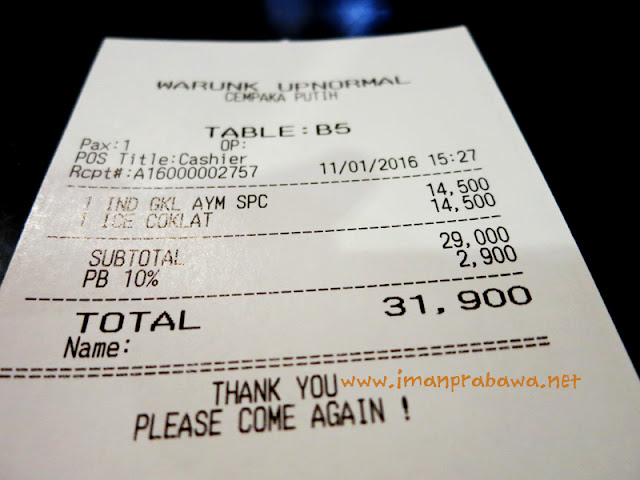 WARUNK UPNORMAL
CEMPAKA PUTIH
TABLE:B5
Pax:1 OP:
POS Title:Cashier
Rcpt#:A16000002757 11/01/2016 15:27
1 IND GKL AYM SPC 14,500
1 ICE COKLAT 14,500
SUBTOTAL 29,000
PB 10% 2,900
TOTAL 31,900
Name:
THANK YOU
www.imanprabawa.net
PLEASE COME AGAIN !